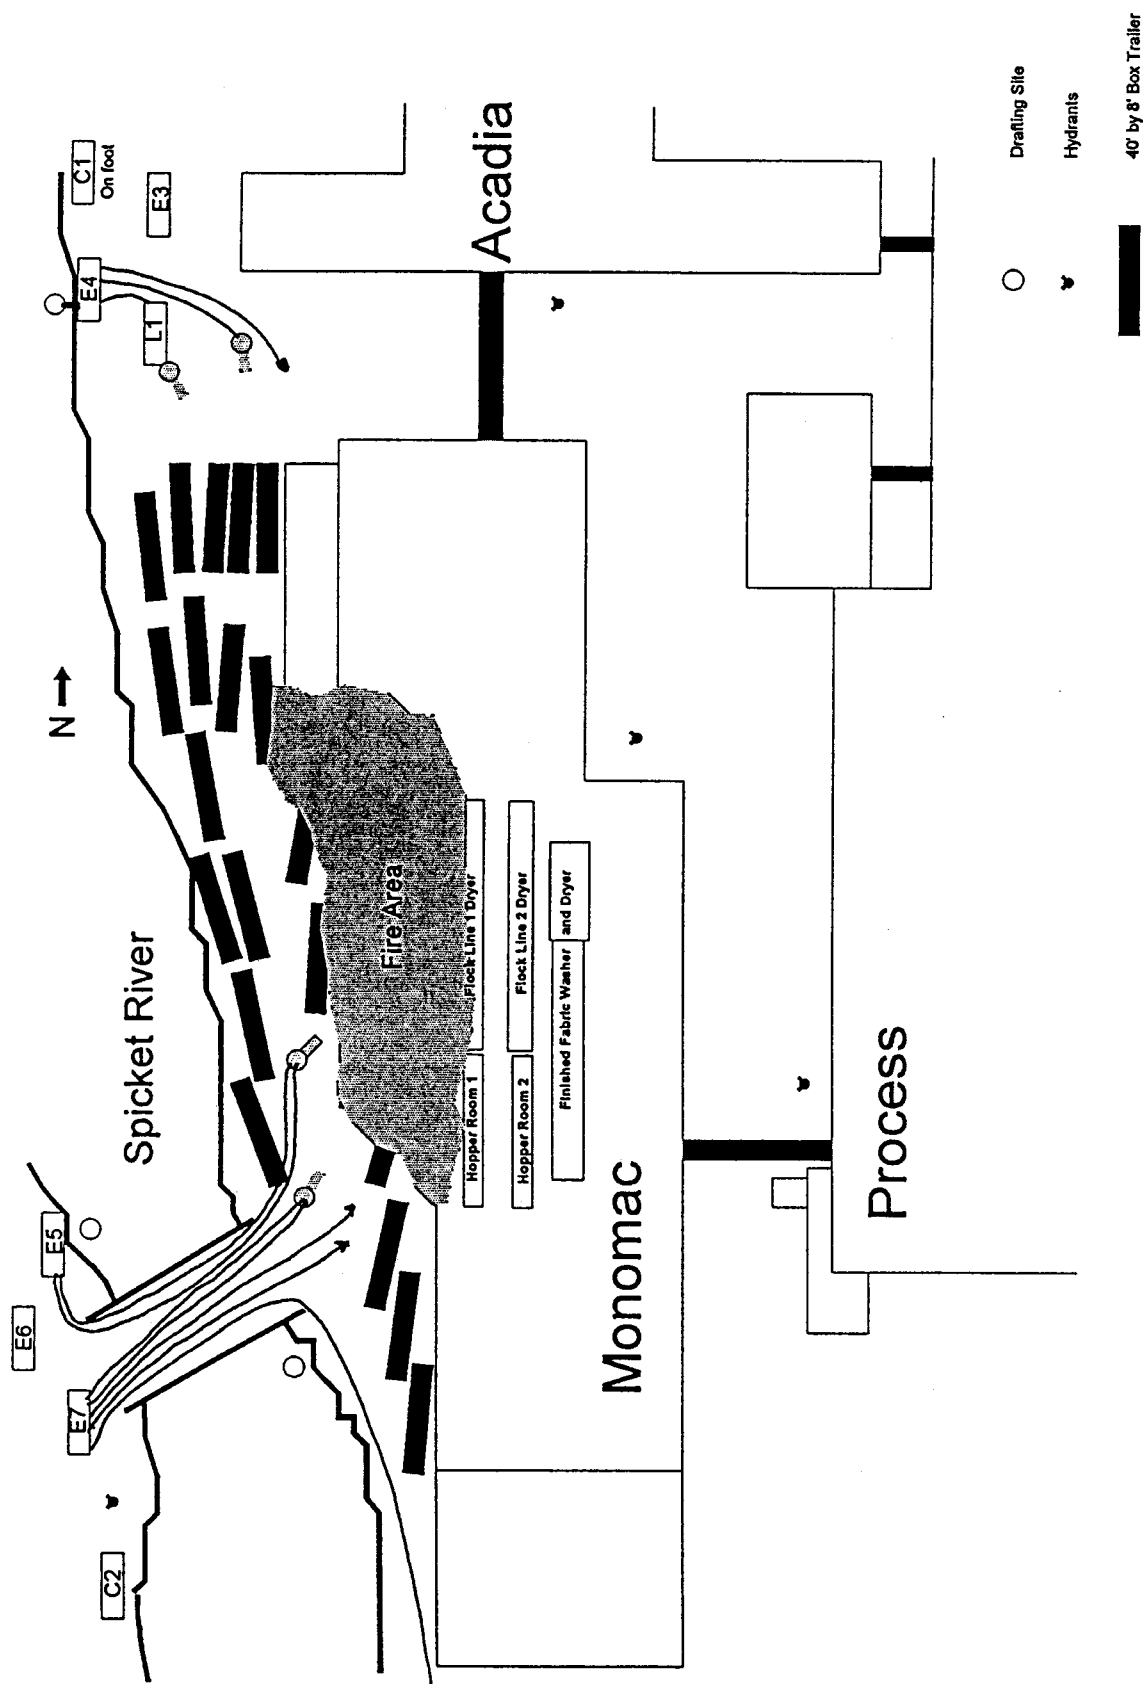 C1
On foot
E3
E4
L1
N
Spicket River
E5
E6
E7
C2
Acadia
Fire Area
Flock Line 1 Dryer
Flock Line 2 Dryer
Finished Fabric Washer and Dryer
Hopper Room 1
Hopper Room 2
Monomac
Process
Drafting Site
Hydrants
40' by 8' Box Trailer